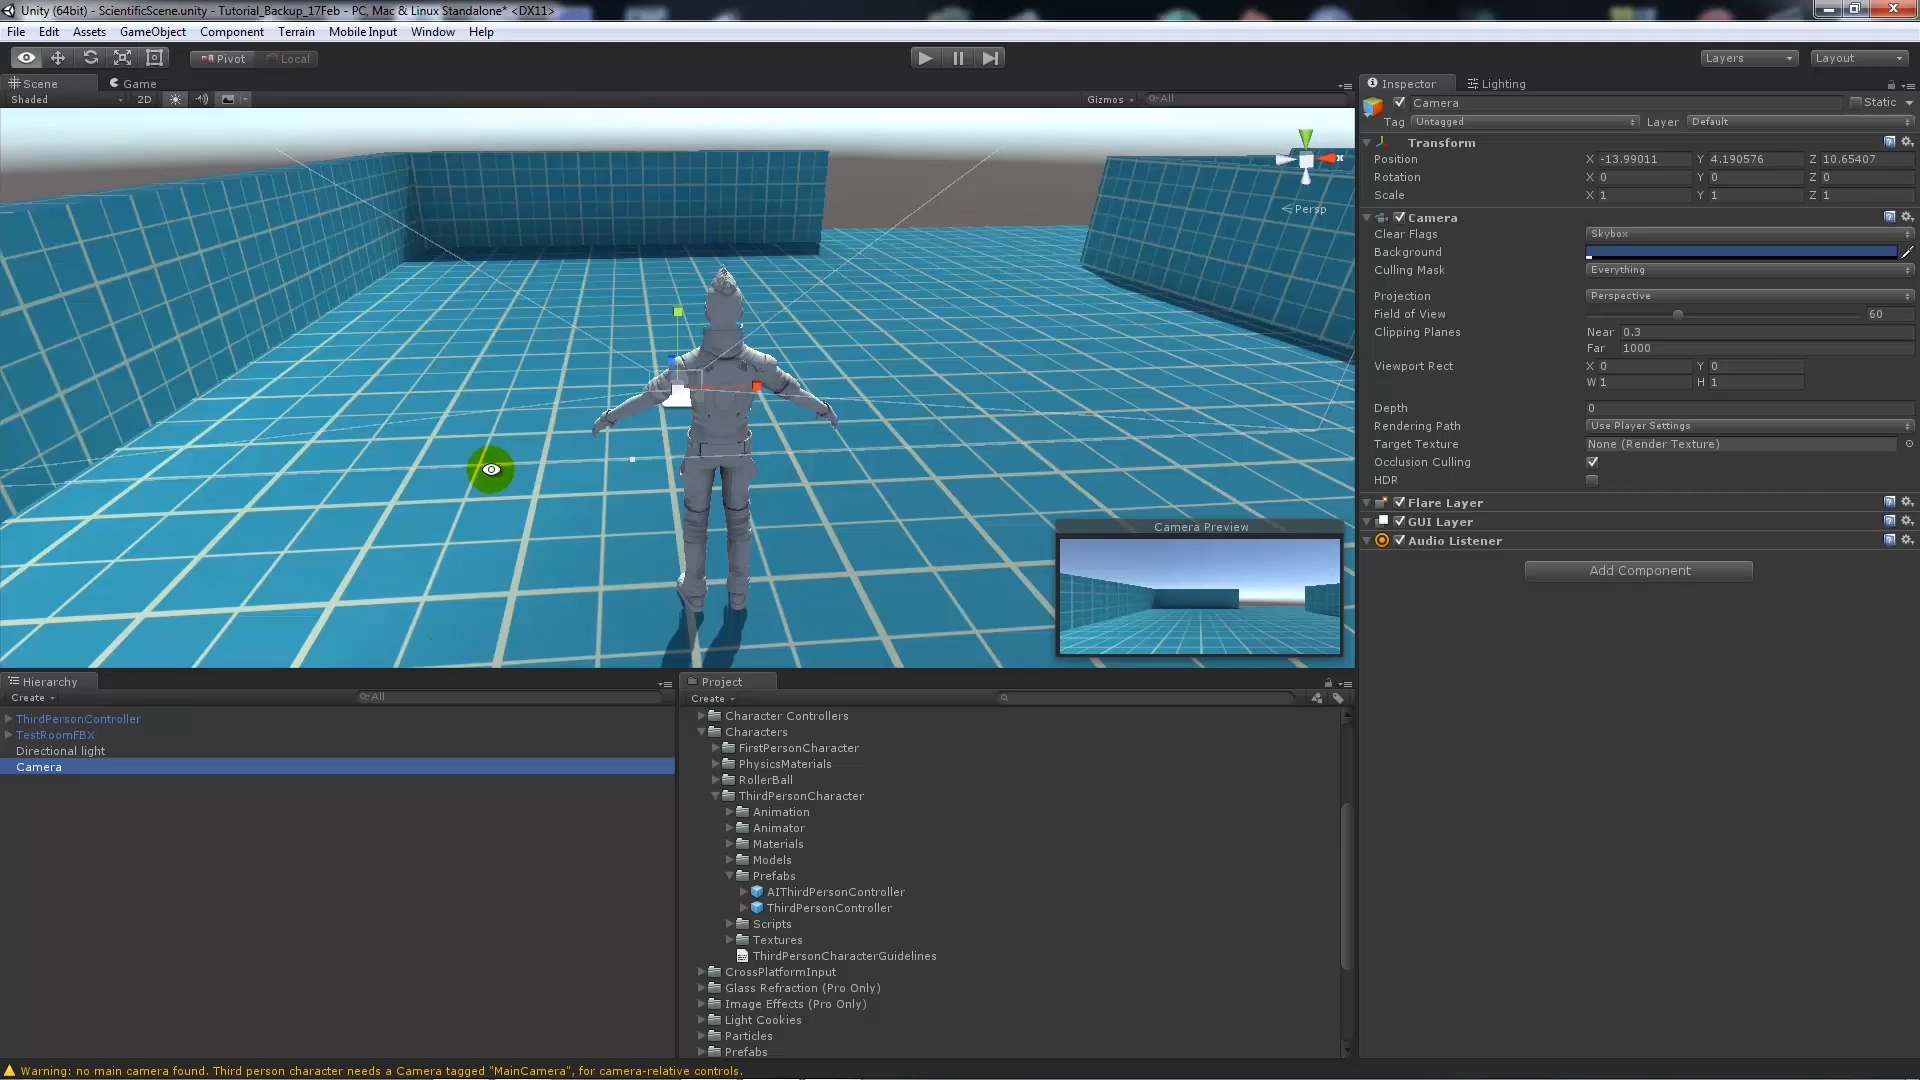 Unity (64bit) - ScientificScene.unity - Tutorial_Backup_17Feb - PC, Mac & Linux Standalone* <DX11>
File Edit Assets GameObject Component Terrain Mobile Input Window Help
Pivot Local Layers Layout
Scene Game
Shaded 2D Gizmos All
Persp
Camera Preview
Inspector Lighting
Camera Static
Tag Untagged Layer Default
Transform
Position X -13.99011 Y 4.190576 Z 10.65407
Rotation X 0 Y 0 Z 0
Scale X 1 Y 1 Z 1
Camera
Clear Flags Skybox
Background
Culling Mask Everything
Projection Perspective
Field of View 60
Clipping Planes Near 0.3
Far 1000
Viewport Rect X 0 Y 0
W 1 H 1
Depth 0
Rendering Path Use Player Settings
Target Texture None (Render Texture)
Occlusion Culling
HDR
Flare Layer
GUI Layer
Audio Listener
Add Component
Hierarchy
Create All
ThirdPersonController
TestRoomFBX
Directional light
Camera
Project
Create
Character Controllers
Characters
FirstPersonCharacter
PhysicsMaterials
RollerBall
ThirdPersonCharacter
Animation
Animator
Materials
Models
Prefabs
AIThirdPersonController
ThirdPersonController
Scripts
Textures
ThirdPersonCharacterGuidelines
CrossPlatformInput
Glass Refraction (Pro Only)
Image Effects (Pro Only)
Light Cookies
Particles
Prefabs
Warning: no main camera found. Third person character needs a Camera tagged "MainCamera", for camera-relative controls.